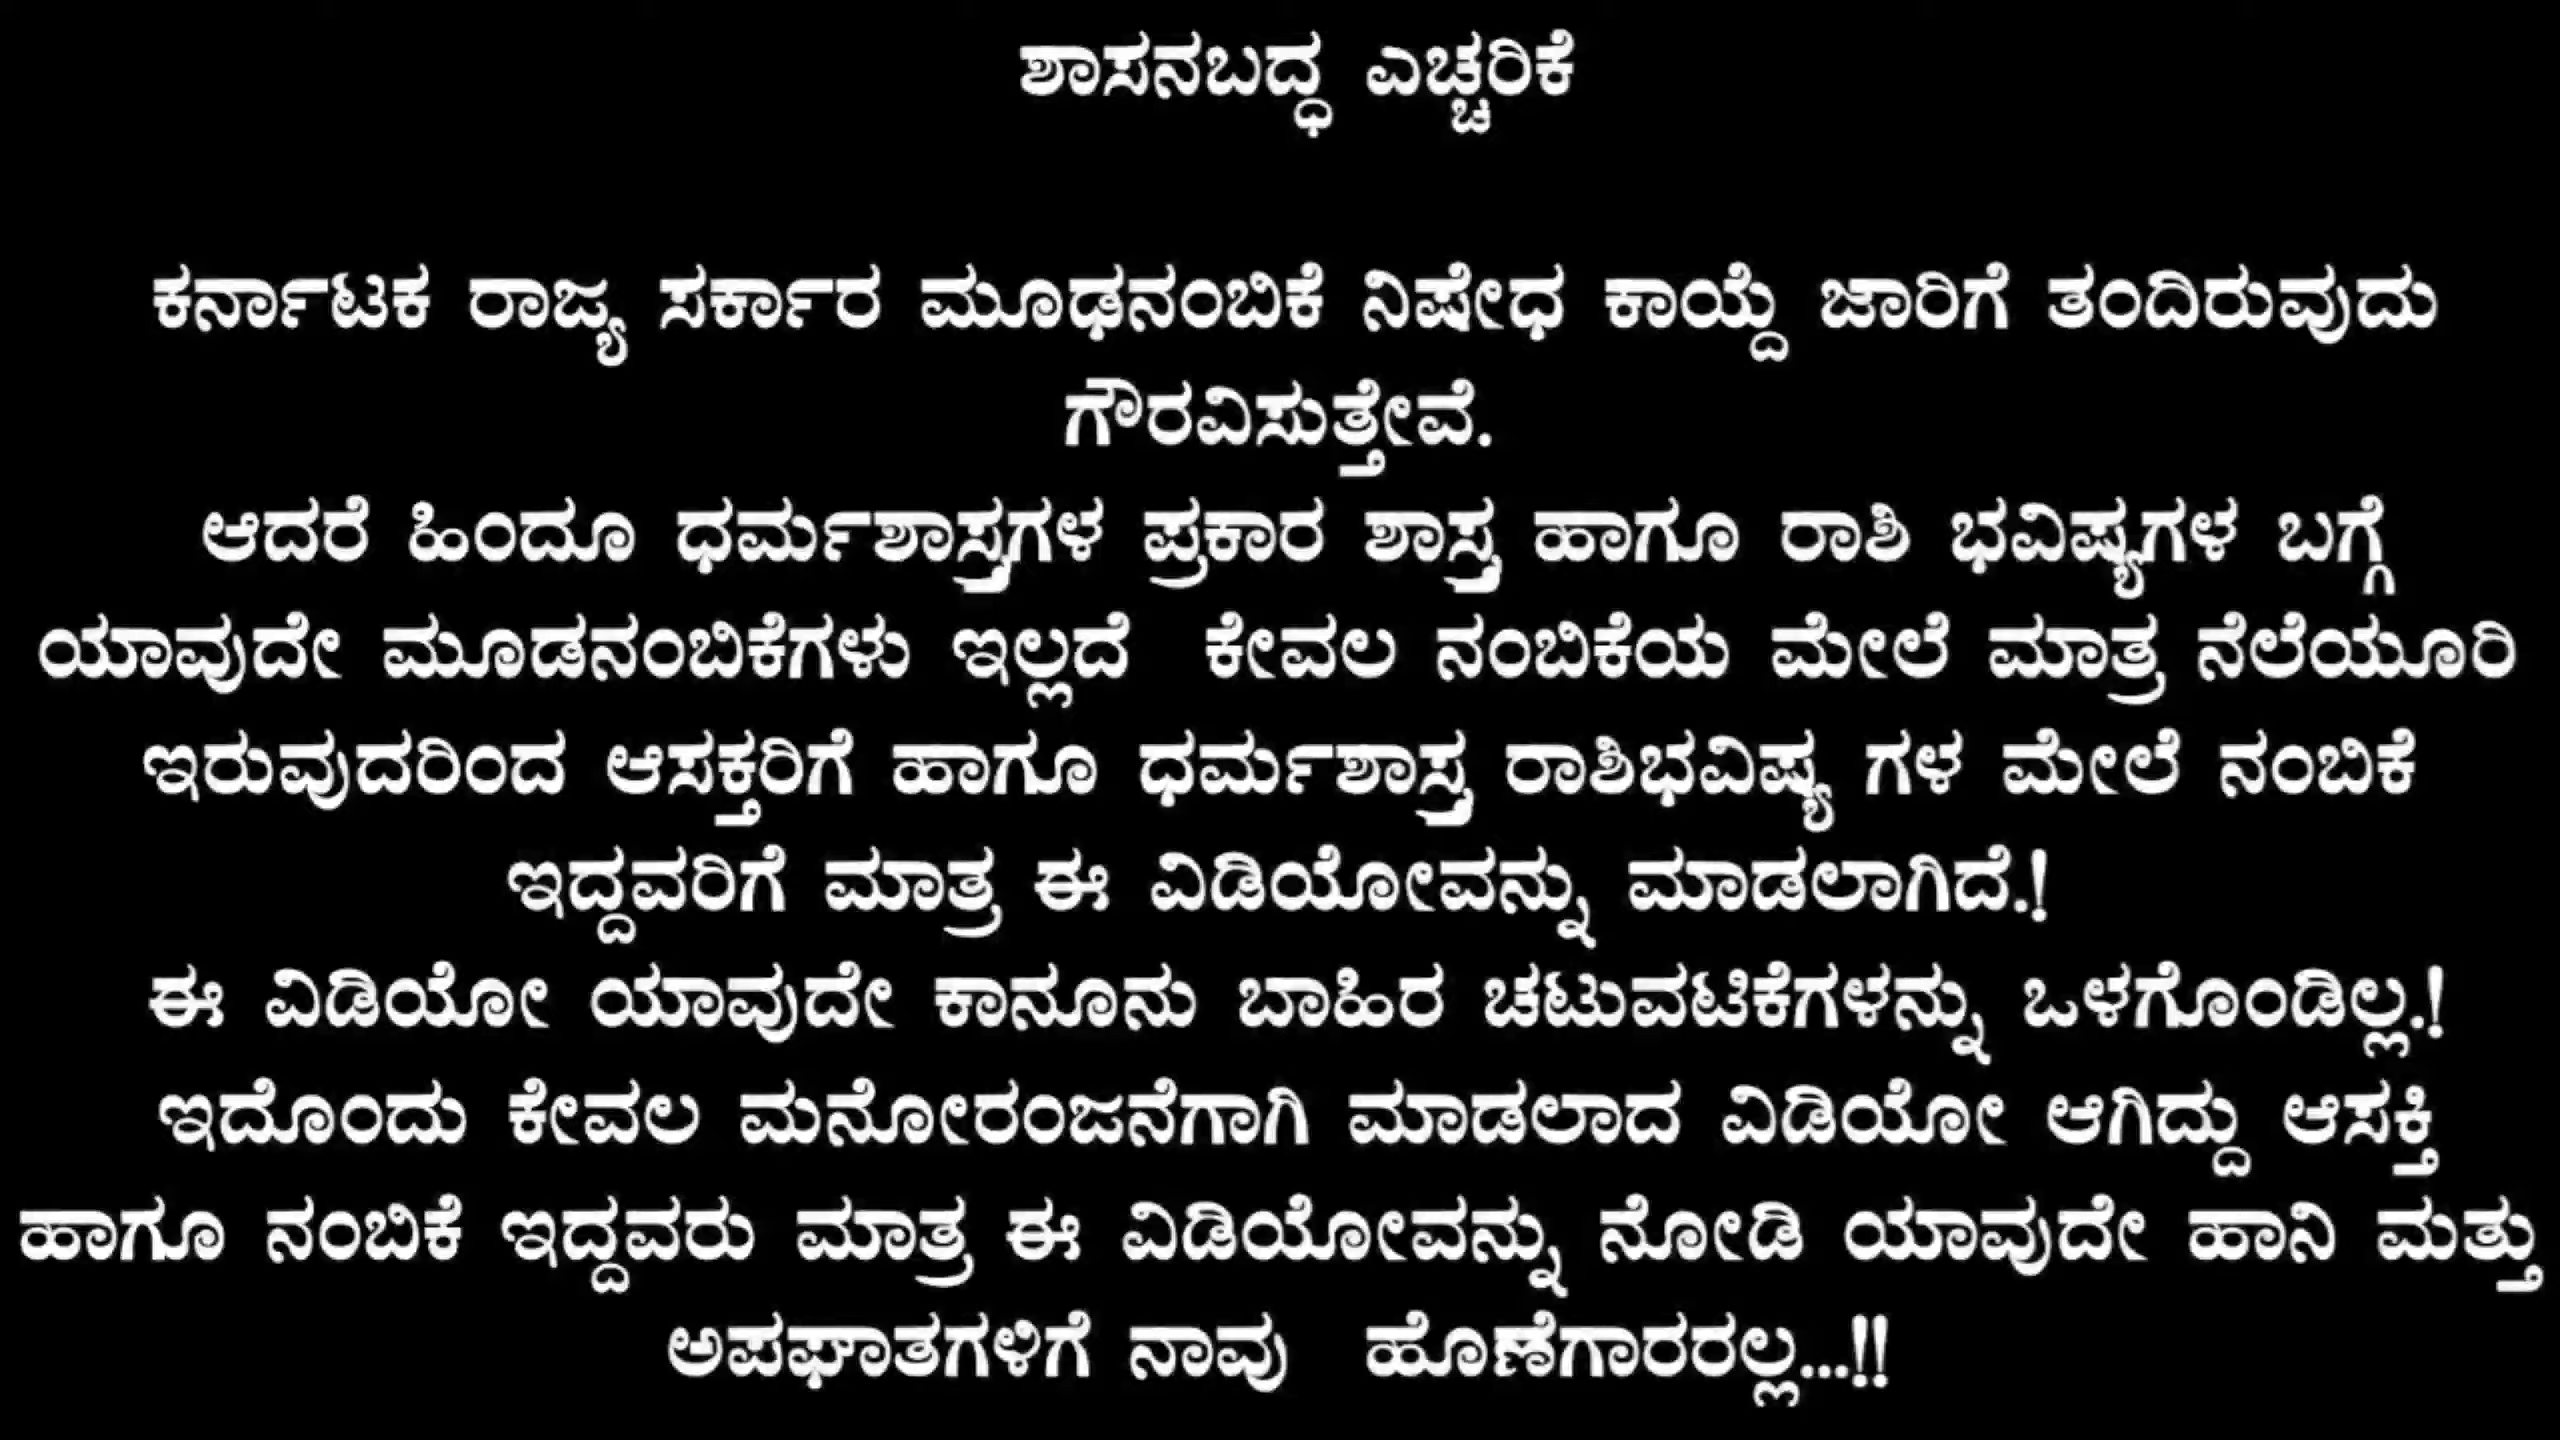 ಶಾಸನಬದ್ಧ ಎಚ್ಚರಿಕೆ
ಕರ್ನಾಟಕ ರಾಜ್ಯ ಸರ್ಕಾರ ಮೂಢನಂಬಿಕೆ ನಿಷೇಧ ಕಾಯ್ದೆ ಜಾರಿಗೆ ತಂದಿರುವುದು
ಗೌರವಿಸುತ್ತೇವೆ.
ಆದರೆ ಹಿಂದೂ ಧರ್ಮಶಾಸ್ತ್ರಗಳ ಪ್ರಕಾರ ಶಾಸ್ತ್ರ ಹಾಗೂ ರಾಶಿ ಭವಿಷ್ಯಗಳ ಬಗ್ಗೆ
ಯಾವುದೇ ಮೂಡನಂಬಿಕೆಗಳು ಇಲ್ಲದೆ ಕೇವಲ ನಂಬಿಕೆಯ ಮೇಲೆ ಮಾತ್ರ ನೆಲೆಯೂರಿ
ಇರುವುದರಿಂದ ಆಸಕ್ತರಿಗೆ ಹಾಗೂ ಧರ್ಮಶಾಸ್ತ್ರ ರಾಶಿಭವಿಷ್ಯ ಗಳ ಮೇಲೆ ನಂಬಿಕೆ
ಇದ್ದವರಿಗೆ ಮಾತ್ರ ಈ ವಿಡಿಯೋವನ್ನು ಮಾಡಲಾಗಿದೆ.!
ಈ ವಿಡಿಯೋ ಯಾವುದೇ ಕಾನೂನು ಬಾಹಿರ ಚಟುವಟಿಕೆಗಳನ್ನು ಒಳಗೊಂಡಿಲ್ಲ.!
ಇದೊಂದು ಕೇವಲ ಮನೋರಂಜನೆಗಾಗಿ ಮಾಡಲಾದ ವಿಡಿಯೋ ಆಗಿದ್ದು ಆಸಕ್ತಿ
ಹಾಗೂ ನಂಬಿಕೆ ಇದ್ದವರು ಮಾತ್ರ ಈ ವಿಡಿಯೋವನ್ನು ನೋಡಿ ಯಾವುದೇ ಹಾನಿ ಮತ್ತು
ಅಪಘಾತಗಳಿಗೆ ನಾವು ಹೊಣೆಗಾರರಲ್ಲ...!!